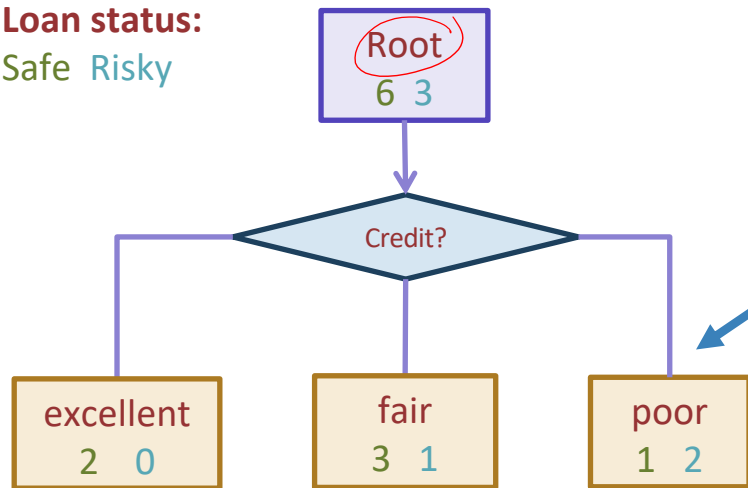 Loan status:
Safe Risky
Root
6 3
Credit?
excellent
2 0
fair
3 1
poor
1 2